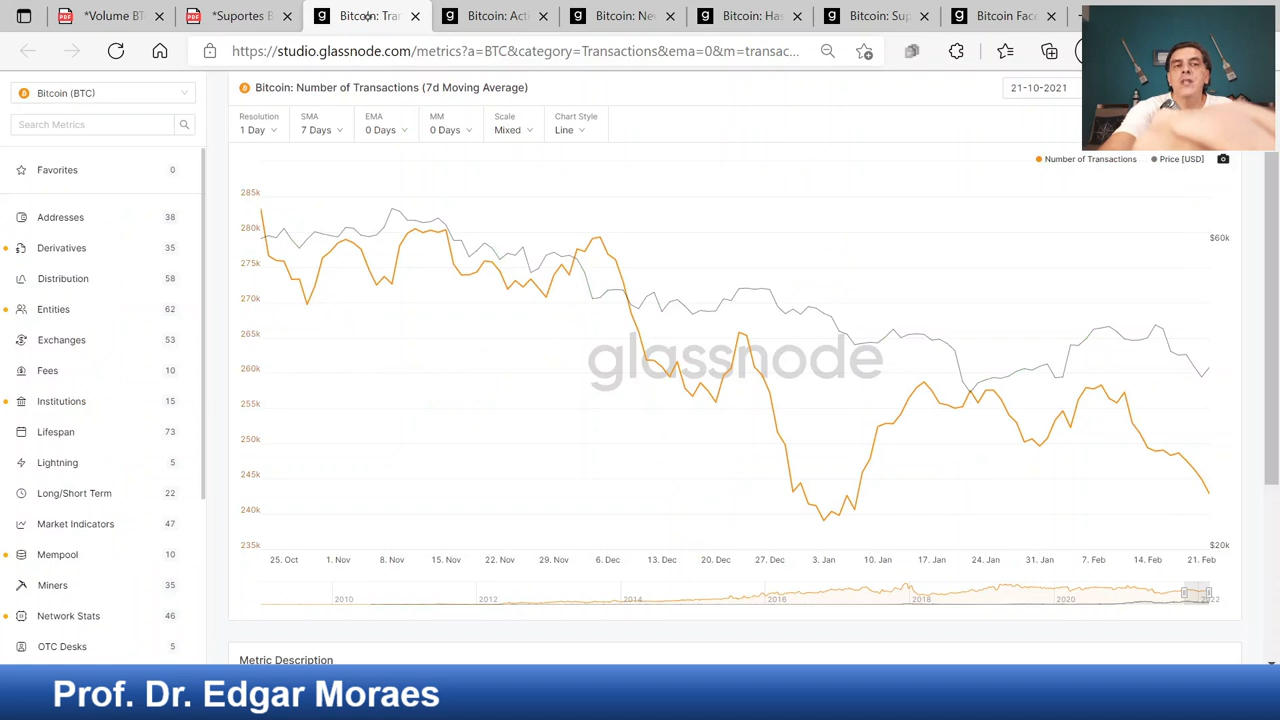 *Volume BT
*Suportes B
Bitcoin: Tra
Bitcoin: Acti
Bitcoin: Ne
Bitcoin: Has
Bitcoin: Sup
Bitcoin Fac
https://studio.glassnode.com/metrics?a=BTC&category=Transactions&ema=0&m=transac...
Bitcoin (BTC)
Search Metrics
Favorites 0
Addresses 38
Derivatives 35
Distribution 58
Entities 62
Exchanges 53
Fees 10
Institutions 15
Lifespan 73
Lightning 5
Long/Short Term 22
Market Indicators 47
Mempool 10
Miners 35
Network Stats 46
OTC Desks 5
Bitcoin: Number of Transactions (7d Moving Average)
21-10-2021
Resolution SMA EMA MM Scale Chart Style
1 Day 7 Days 0 Days 0 Days Mixed Line
Number of Transactions Price [USD]
285k
280k
275k
270k
265k
260k
255k
250k
245k
240k
235k
$60k
$20k
glassnode
25. Oct 1. Nov 8. Nov 15. Nov 22. Nov 29. Nov 6. Dec 13. Dec 20. Dec 27. Dec 3. Jan 10. Jan 17. Jan 24. Jan 31. Jan 7. Feb 14. Feb 21. Feb
2010 2012 2014 2016 2018 2020 2022
Metric Description
Prof. Dr. Edgar Moraes